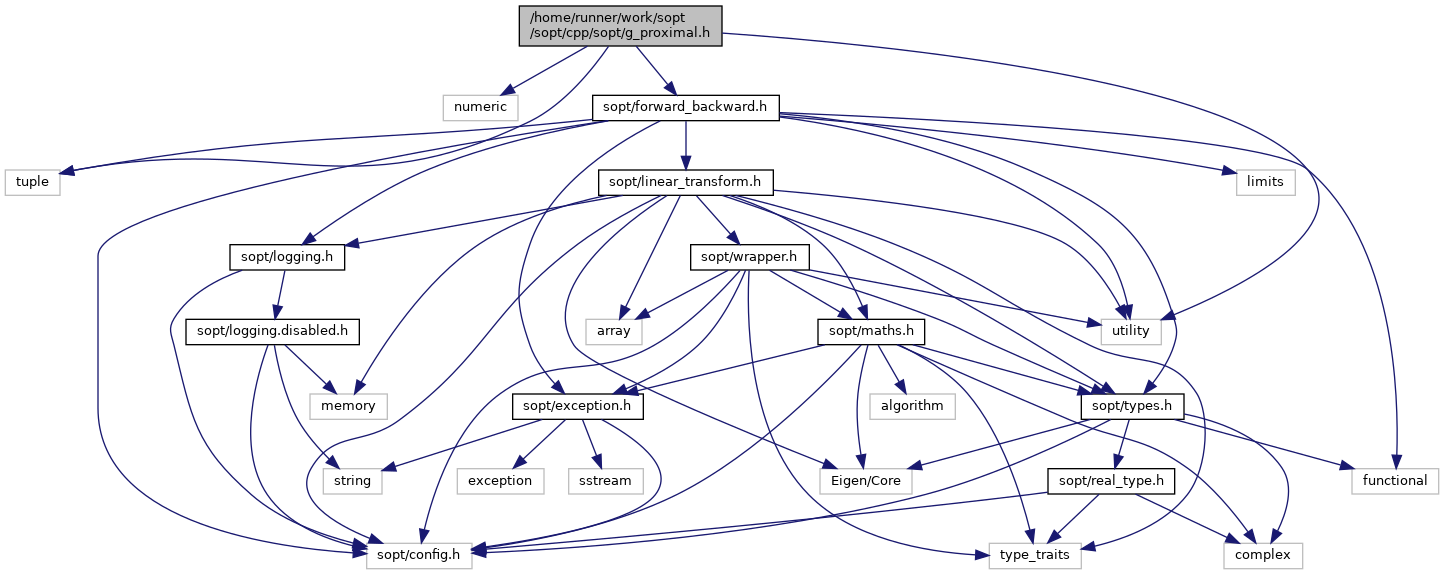 /home/runner/work/sopt
/sopt/cpp/sopt/g_proximal.h
numeric
sopt/forward_backward.h
tuple
sopt/linear_transform.h
limits
sopt/logging.h
sopt/wrapper.h
sopt/logging.disabled.h
array
sopt/maths.h
utility
memory
sopt/exception.h
algorithm
sopt/types.h
string
exception
sstream
Eigen/Core
sopt/real_type.h
functional
sopt/config.h
type_traits
complex